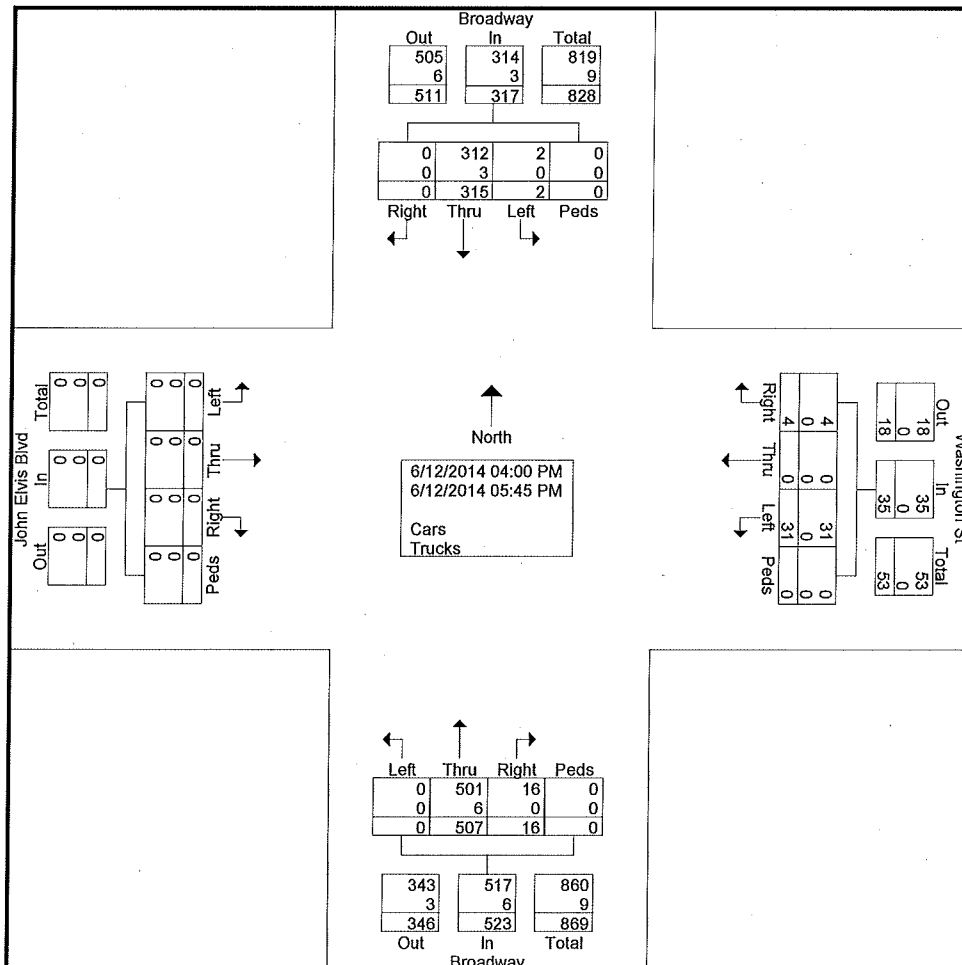 Broadway
Out In Total
505 314 819
6 3 9
511 317 828
0 312 2 0
0 3 0 0
0 315 2 0
Right Thru Left Peds
John Elvis Blvd
Total In Out
0 0 0
0 0 0
0 0 0
0 0 0 0
0 0 0 0
0 0 0 0
Left Thru Right Peds
North
6/12/2014 04:00 PM
6/12/2014 05:45 PM
Cars
Trucks
Washington St
Out In Total
18 35 53
0 0 0
18 35 53
4 0 31 0
0 0 0 0
4 0 31 0
Right Thru Left Peds
Left Thru Right Peds
0 501 16 0
0 6 0 0
0 507 16 0
343 517 860
3 6 9
346 523 869
Out In Total
Broadway